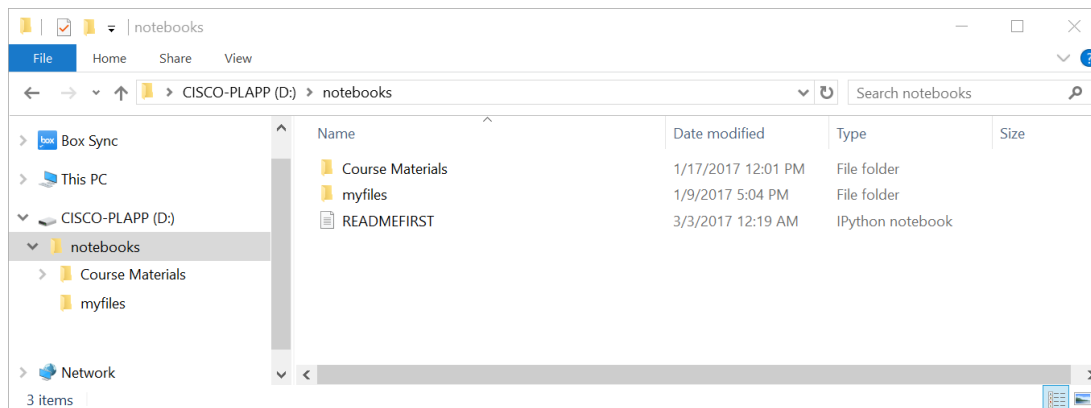 notebooks
File Home Share View
CISCO-PLAPP (D:) notebooks Search notebooks
Name Date modified Type Size
box Box Sync
This PC
CISCO-PLAPP (D:)
notebooks
Course Materials
myfiles
Network
Course Materials 1/17/2017 12:01 PM File folder
myfiles 1/9/2017 5:04 PM File folder
READMEFIRST 3/3/2017 12:19 AM IPython notebook
3 items